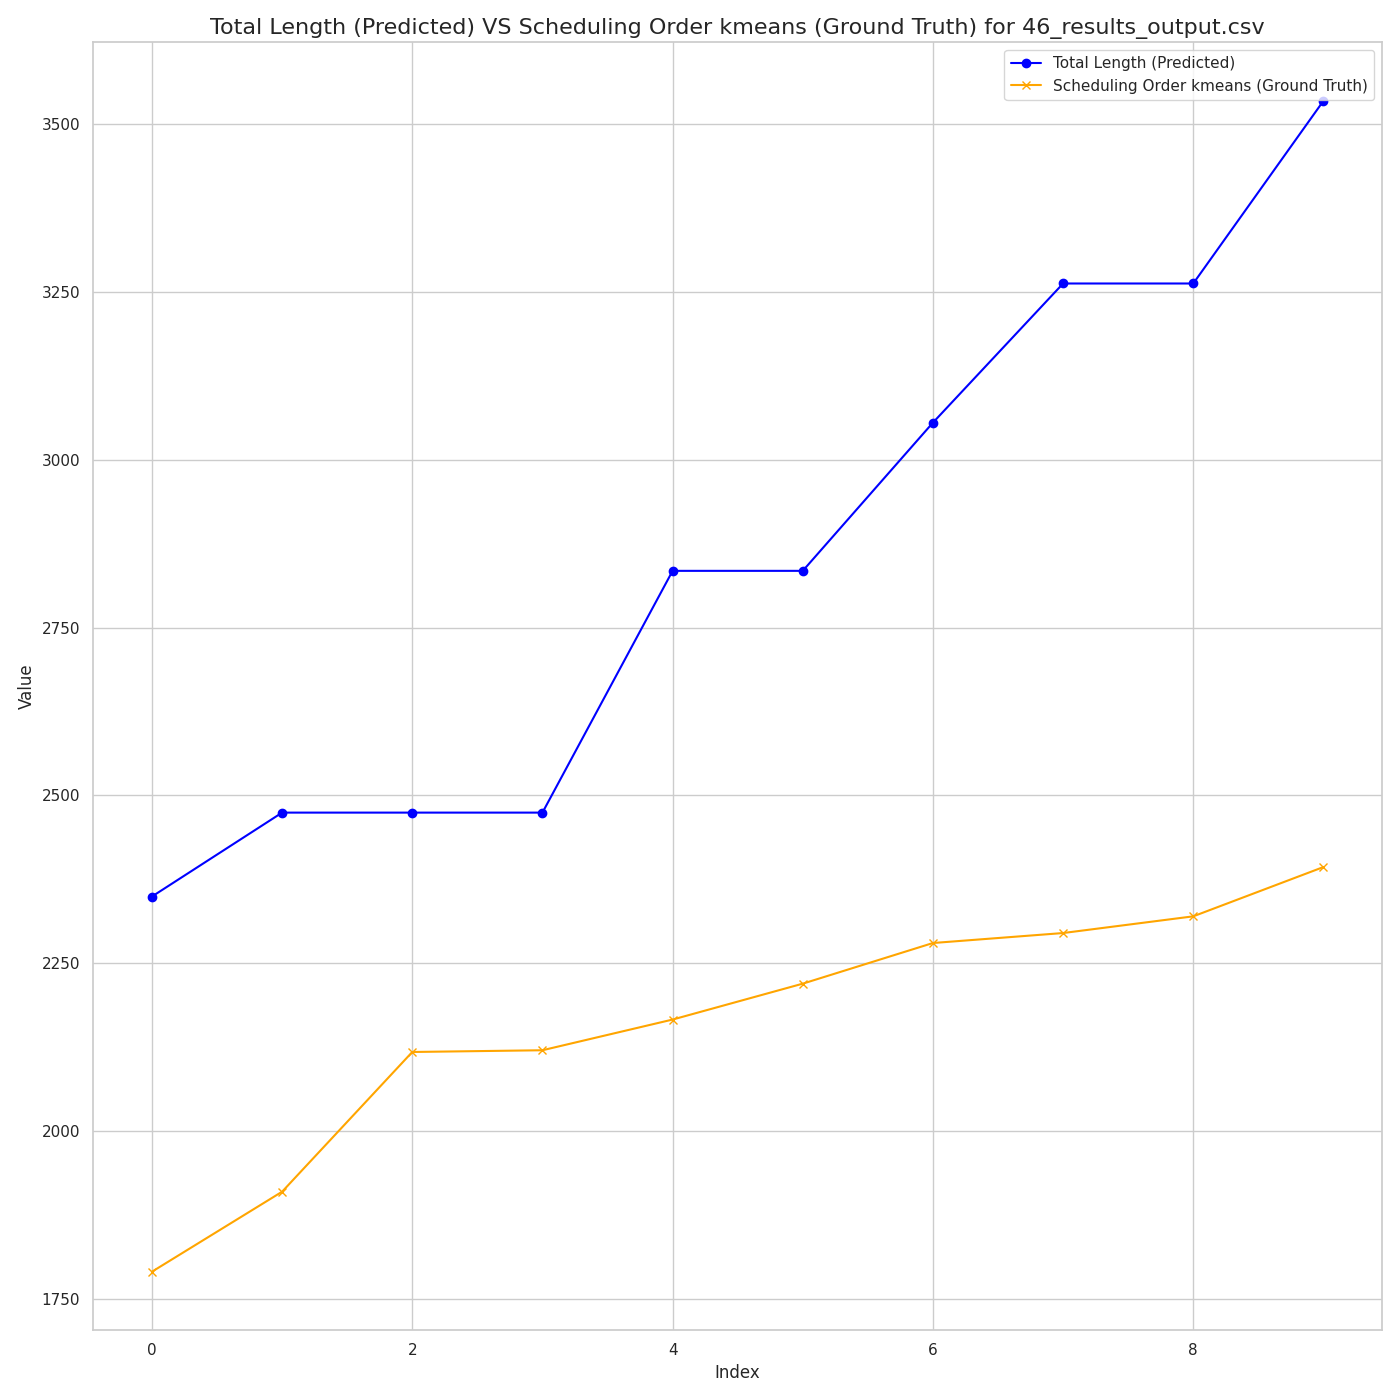 Total Length (Predicted) VS Scheduling Order kmeans (Ground Truth) for 46_results_output.csv
Total Length (Predicted)
Scheduling Order kmeans (Ground Truth)
3500
3250
3000
2750
2500
2250
2000
1750
Value
0 2 4 6 8
Index